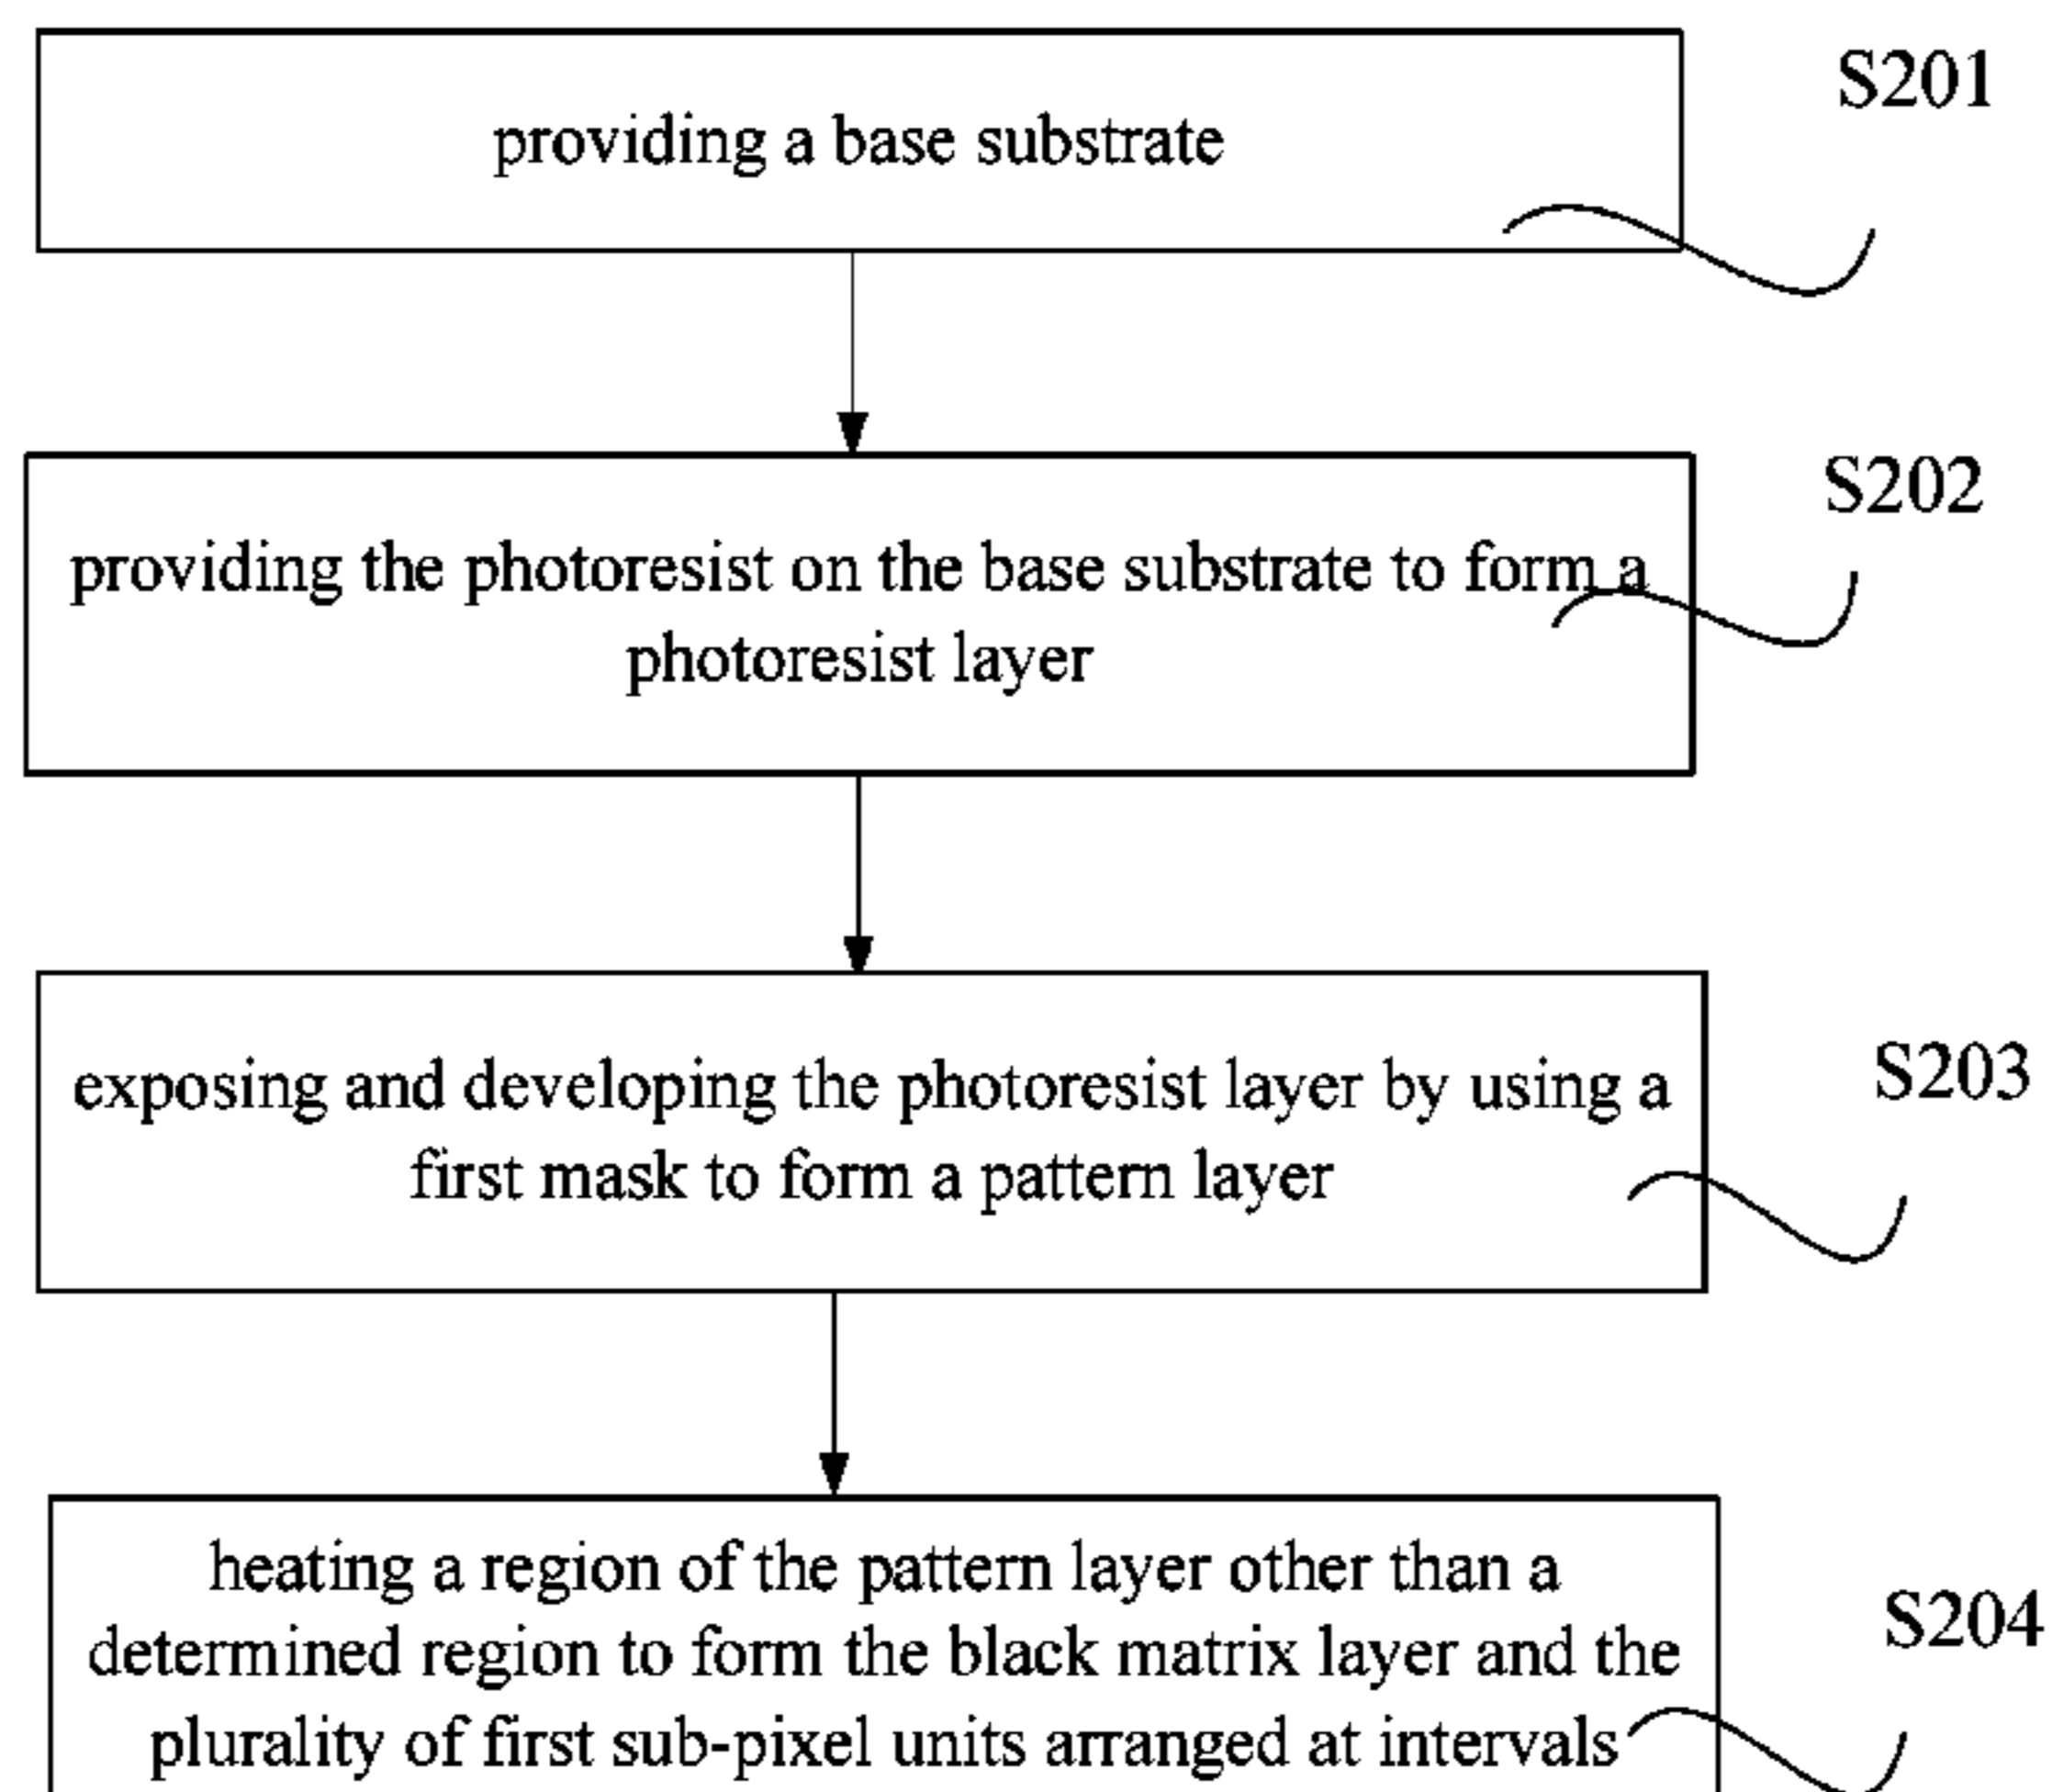 S201
providing a base substrate
S202
providing the photoresist on the base substrate to form a
photoresist layer
S203
exposing and developing the photoresist layer by using a
first mask to form a pattern layer
S204
heating a region of the pattern layer other than a
determined region to form the black matrix layer and the
plurality of first sub-pixel units arranged at intervals